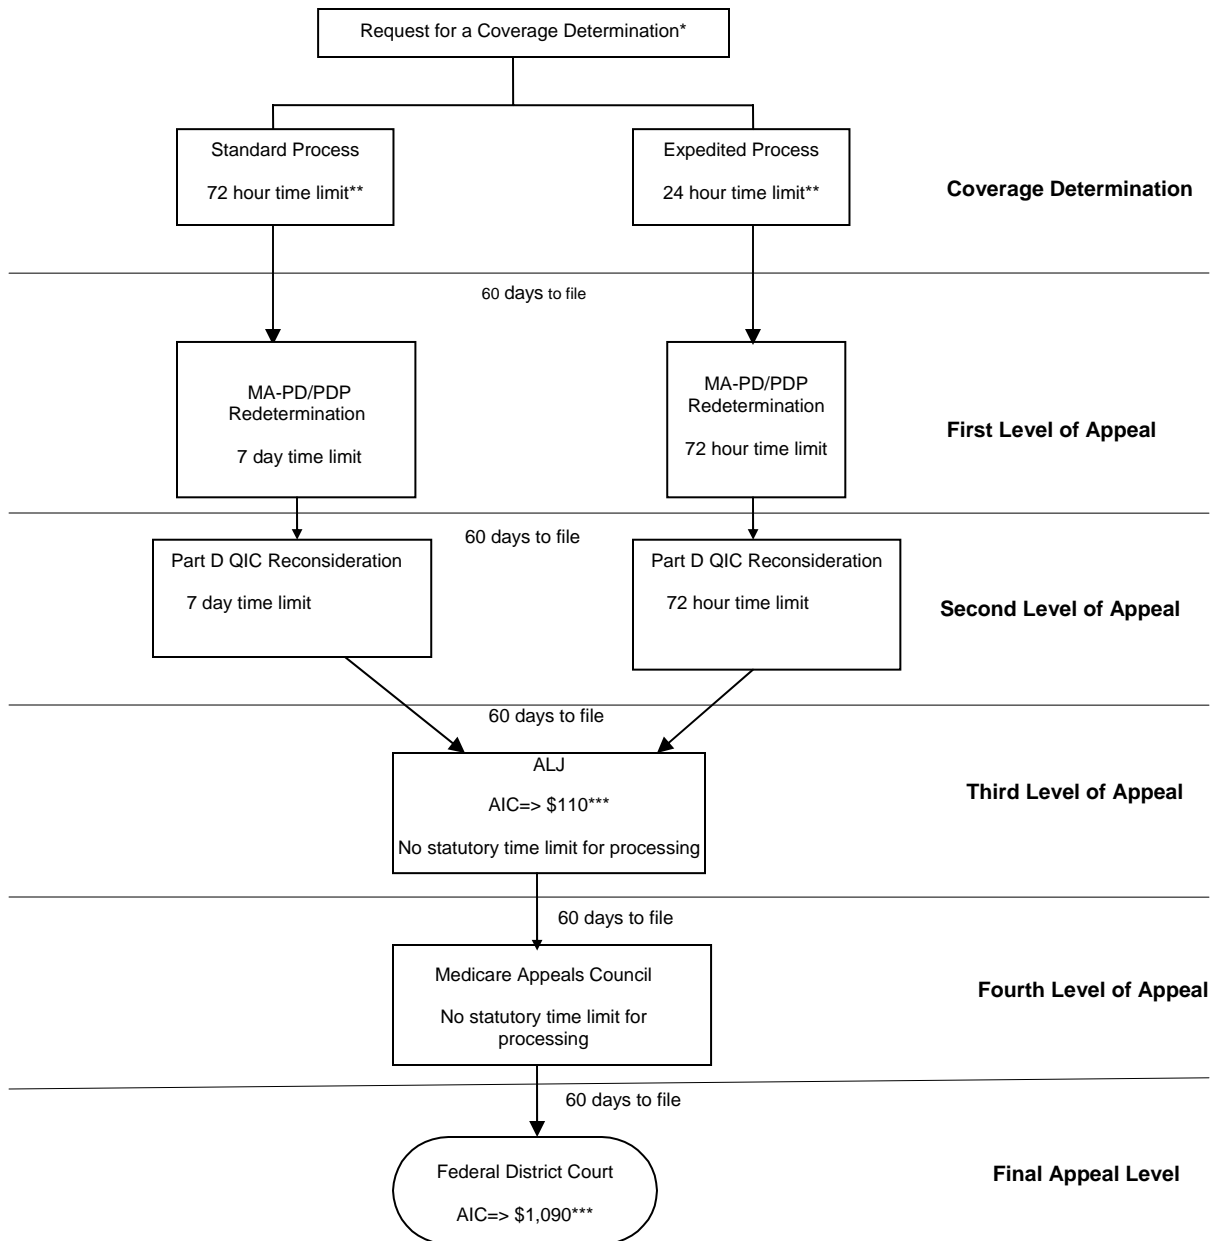 Request for a Coverage Determination*
Standard Process
72 hour time limit**
Expedited Process
24 hour time limit**
Coverage Determination
60 days to file
MA-PD/PDP
Redetermination
7 day time limit
MA-PD/PDP
Redetermination
72 hour time limit
First Level of Appeal
60 days to file
Part D QIC Reconsideration
7 day time limit
Part D QIC Reconsideration
72 hour time limit
Second Level of Appeal
60 days to file
ALJ
AIC=> $110***
No statutory time limit for processing
Third Level of Appeal
60 days to file
Medicare Appeals Council
No statutory time limit for
processing
Fourth Level of Appeal
60 days to file
Federal District Court
AIC=> $1,090***
Final Appeal Level